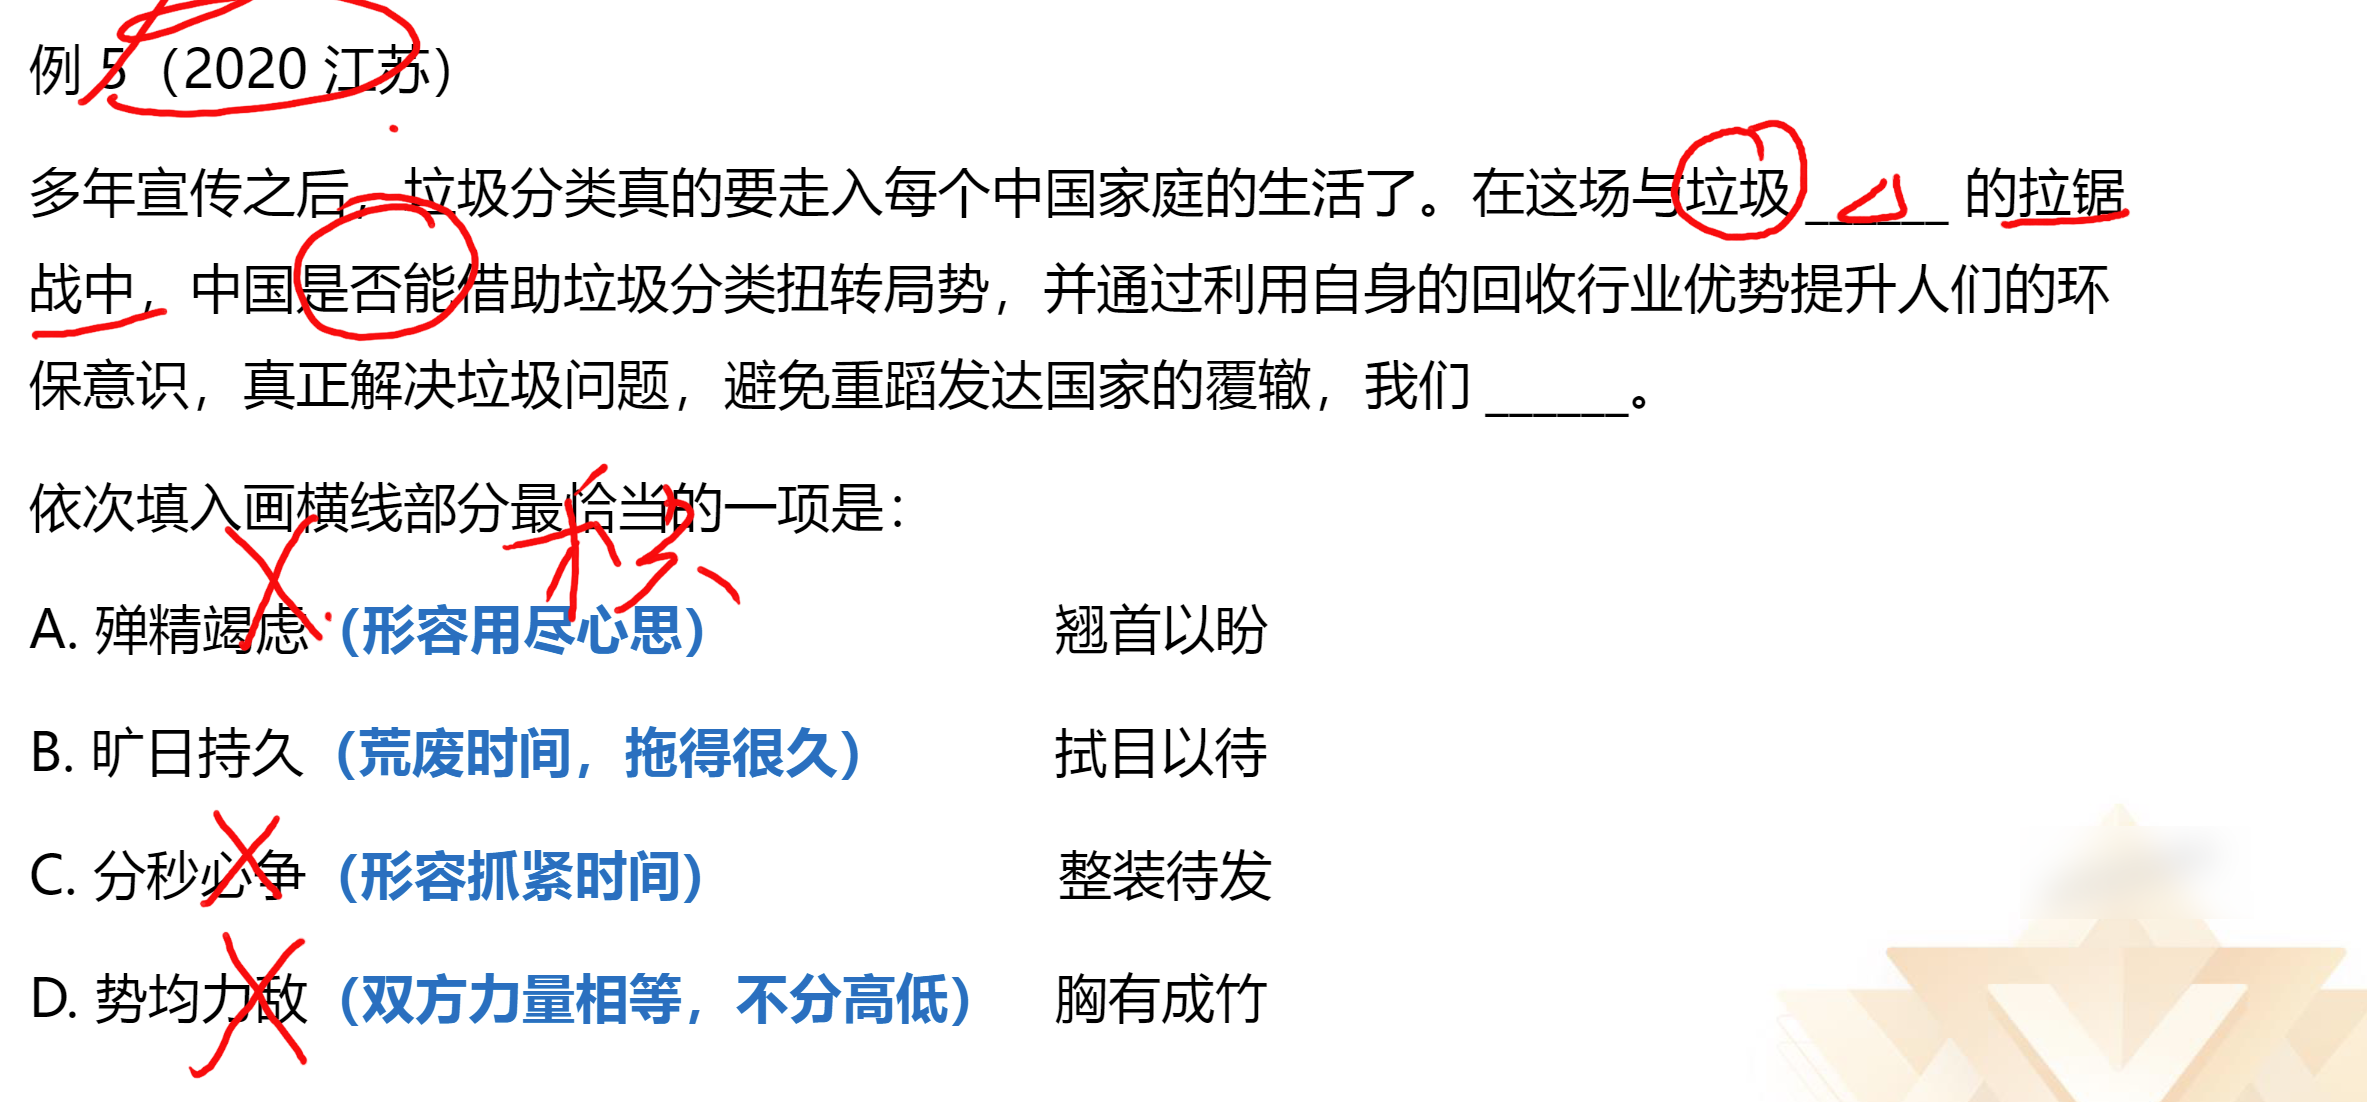 例 5（2020 江苏）
多年宣传之后，垃圾分类真的要走入每个中国家庭的生活了。在这场与垃圾 ______ 的拉锯
战中，中国是否能借助垃圾分类扭转局势，并通过利用自身的回收行业优势提升人们的环
保意识，真正解决垃圾问题，避免重蹈发达国家的覆辙，我们 ______。
依次填入画横线部分最恰当的一项是：
A. 殚精竭虑（形容用尽心思） 翘首以盼
B. 旷日持久（荒废时间，拖得很久） 拭目以待
C. 分秒必争（形容抓紧时间） 整装待发
D. 势均力敌（双方力量相等，不分高低） 胸有成竹